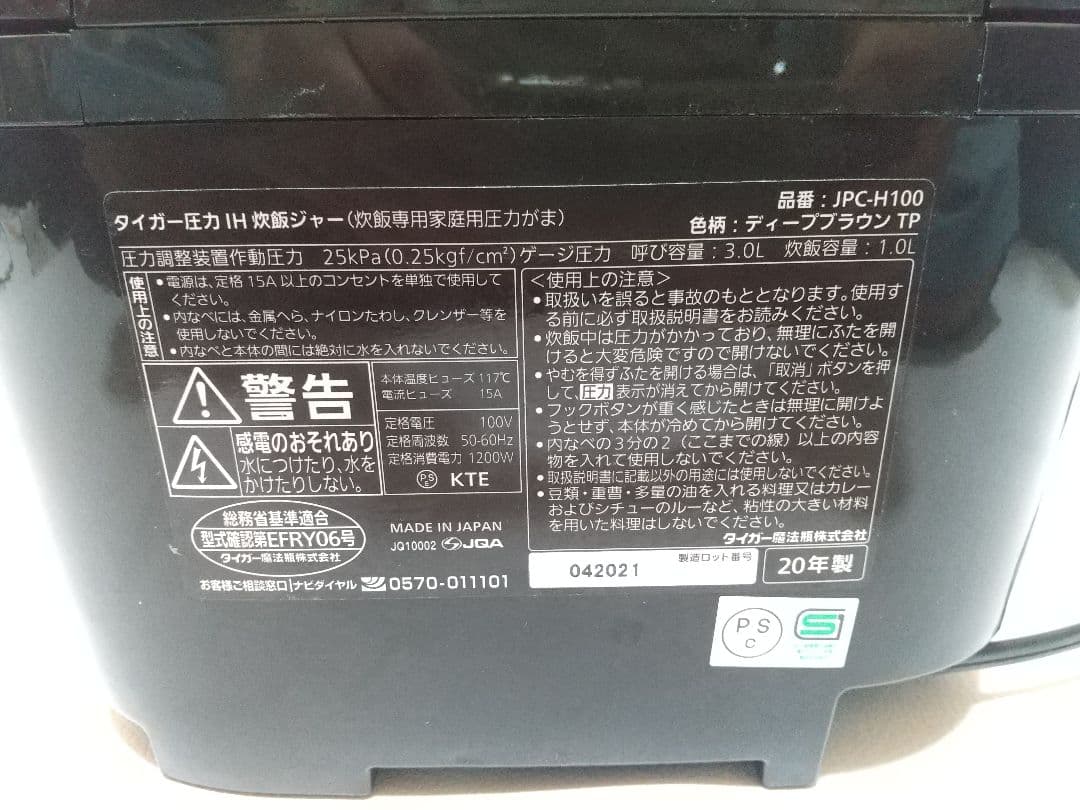 タイガー圧力IH炊飯ジャー(炊飯専用家庭用圧力がま)
品番：JPC-H100
色柄：ディープブラウン TP
圧力調整装置作動圧力 25kPa(0.25kgf/cm²)ゲージ圧力 呼び容量：3.0L 炊飯容量：1.0L
使用上の注意
●電源は、定格15A以上のコンセントを単独で使用して
ください。
●内なべには、金属へら、ナイロンたわし、クレンザー等を
使用しないでください。
●内なべと本体の間には絶対に水を入れないでください。
警告
感電のおそれあり
水につけたり、水を
かけたりしない。
本体温度ヒューズ 117℃
電流ヒューズ 15A
定格電圧 100V
定格周波数 50-60Hz
定格消費電力 1200W
PSE KTE
<使用上の注意>
●取扱いを誤ると事故のもととなります。使用す
る前に必ず取扱説明書をお読みください。
●炊飯中は圧力がかかっており、無理にふたを開
けると大変危険ですので開けないでください。
●やむを得ずふたを開ける場合は、「取消」ボタンを押
して、圧力表示が消えてから開けてください。
●フックボタンが重く感じたときは無理に開けよ
うとせず、本体が冷めてから開けてください。
●内なべの3分の2(ここまでの線)以上の内容
物を入れて使用しないでください。
●取扱説明書に記載以外の用途には使用しないでください。
●豆類・重曹・多量の油を入れる料理又はカレー
およびシチューのルーなど、粘性の大きい材料
を用いた料理はしないでください。
タイガー魔法瓶株式会社
総務省基準適合
型式確認第EFRY06号
タイガー魔法瓶株式会社
MADE IN JAPAN
JQ10002 JQA
お客様ご相談窓口 ナビダイヤル 0570-011101
製造ロット番号
042021
20年製
PSC
S1